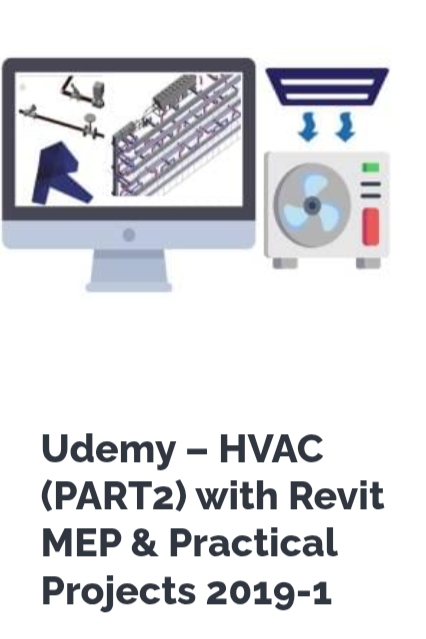 Udemy – HVAC
(PART2) with Revit
MEP & Practical
Projects 2019-1